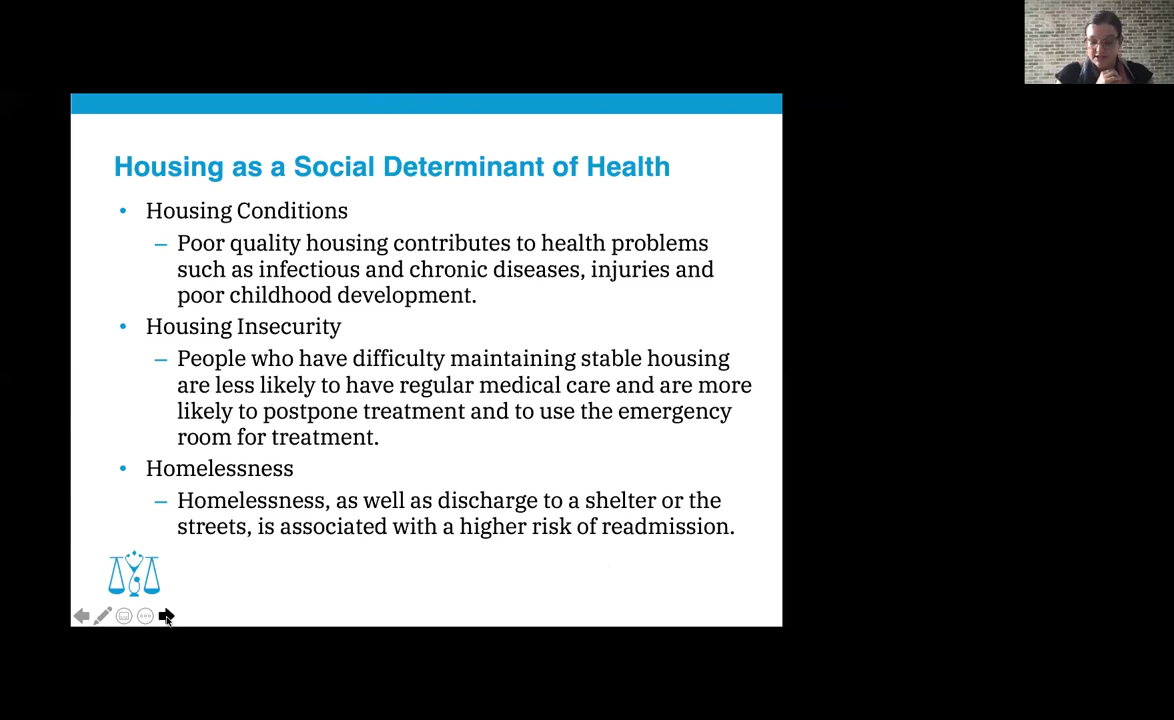 Housing as a Social Determinant of Health
• Housing Conditions
– Poor quality housing contributes to health problems
such as infectious and chronic diseases, injuries and
poor childhood development.
• Housing Insecurity
– People who have difficulty maintaining stable housing
are less likely to have regular medical care and are more
likely to postpone treatment and to use the emergency
room for treatment.
• Homelessness
– Homelessness, as well as discharge to a shelter or the
streets, is associated with a higher risk of readmission.